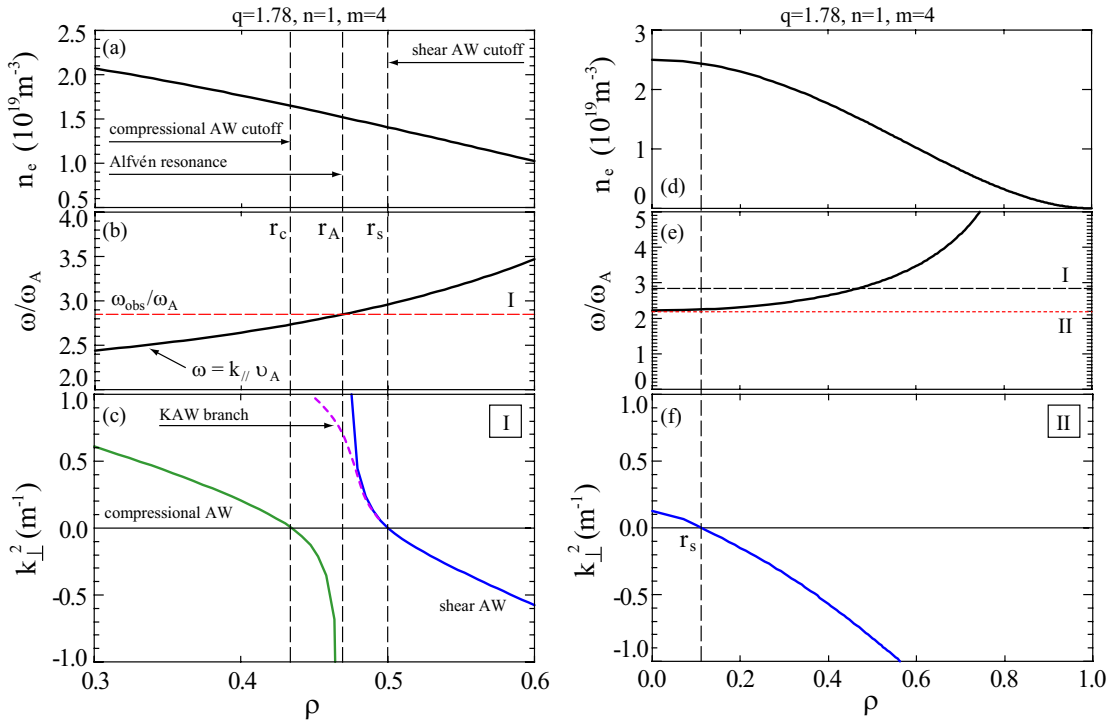 q=1.78, n=1, m=4
(a)
shear AW cutoff
compressional AW cutoff
Alfvén resonance
2.5
2.0
1.5
1.0
0.5
n_e (10^19 m^-3)
(b)
r_c
r_A
r_s
4.0
3.5
3.0
2.5
2.0
ω/ω_A
ω_obs/ω_A
I
ω = k_// υ_A
(c)
KAW branch
I
compressional AW
shear AW
1.0
0.5
0.0
-0.5
-1.0
k_⊥^2 (m^-1)
0.3
0.4
0.5
0.6
ρ
q=1.78, n=1, m=4
3
2
1
0
n_e (10^19 m^-3)
(d)
(e)
5
4
3
2
1
0
ω/ω_A
I
II
(f)
II
r_s
1.0
0.5
0.0
-0.5
-1.0
k_⊥^2 (m^-1)
0.0
0.2
0.4
0.6
0.8
1.0
ρ